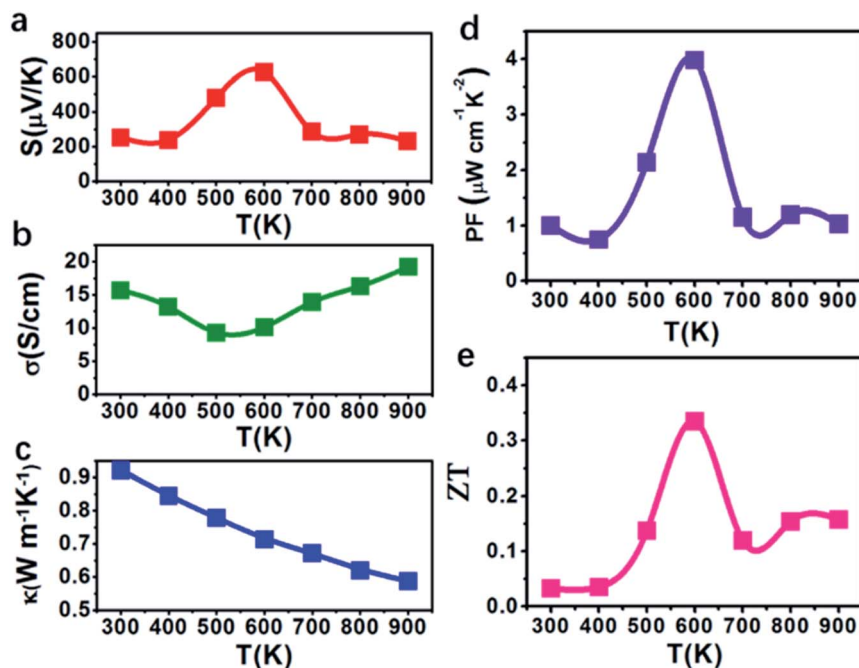 a
800
600
400
200
0
S(μV/K)
300 400 500 600 700 800 900
T(K)
b
20
15
10
5
0
σ(S/cm)
300 400 500 600 700 800 900
T(K)
c
0.9
0.8
0.7
0.6
0.5
κ(W m⁻¹K⁻¹)
300 400 500 600 700 800 900
T(K)
d
4
3
2
1
0
PF (μW cm⁻¹K⁻²)
300 400 500 600 700 800 900
T(K)
e
0.4
0.3
0.2
0.1
0.0
ZT
300 400 500 600 700 800 900
T(K)